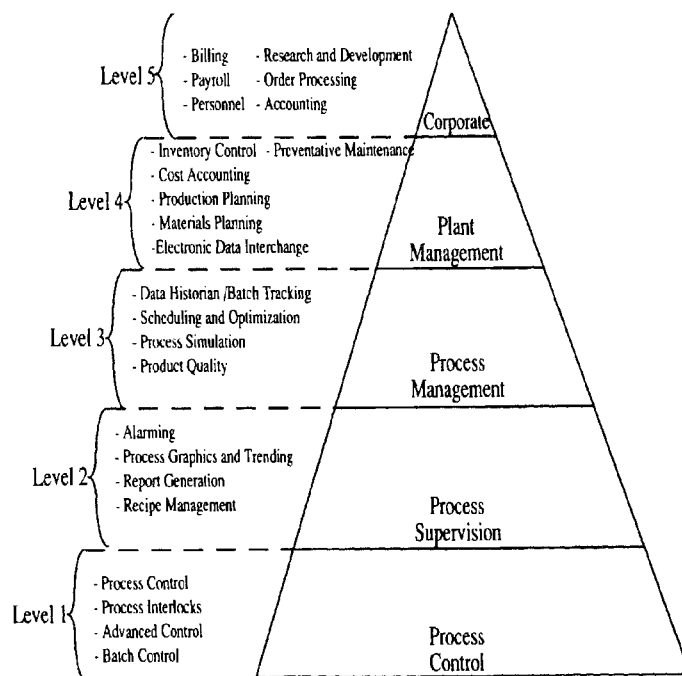 Level 5
- Billing - Research and Development
- Payroll - Order Processing
- Personnel - Accounting
Corporate
Level 4
- Inventory Control - Preventative Maintenance
- Cost Accounting
- Production Planning
- Materials Planning
-Electronic Data Interchange
Plant
Management
Level 3
- Data Historian /Batch Tracking
- Scheduling and Optimization
- Process Simulation
- Product Quality
Process
Management
Level 2
- Alarming
- Process Graphics and Trending
- Report Generation
- Recipe Management
Process
Supervision
Level 1
- Process Control
- Process Interlocks
- Advanced Control
- Batch Control
Process
Control